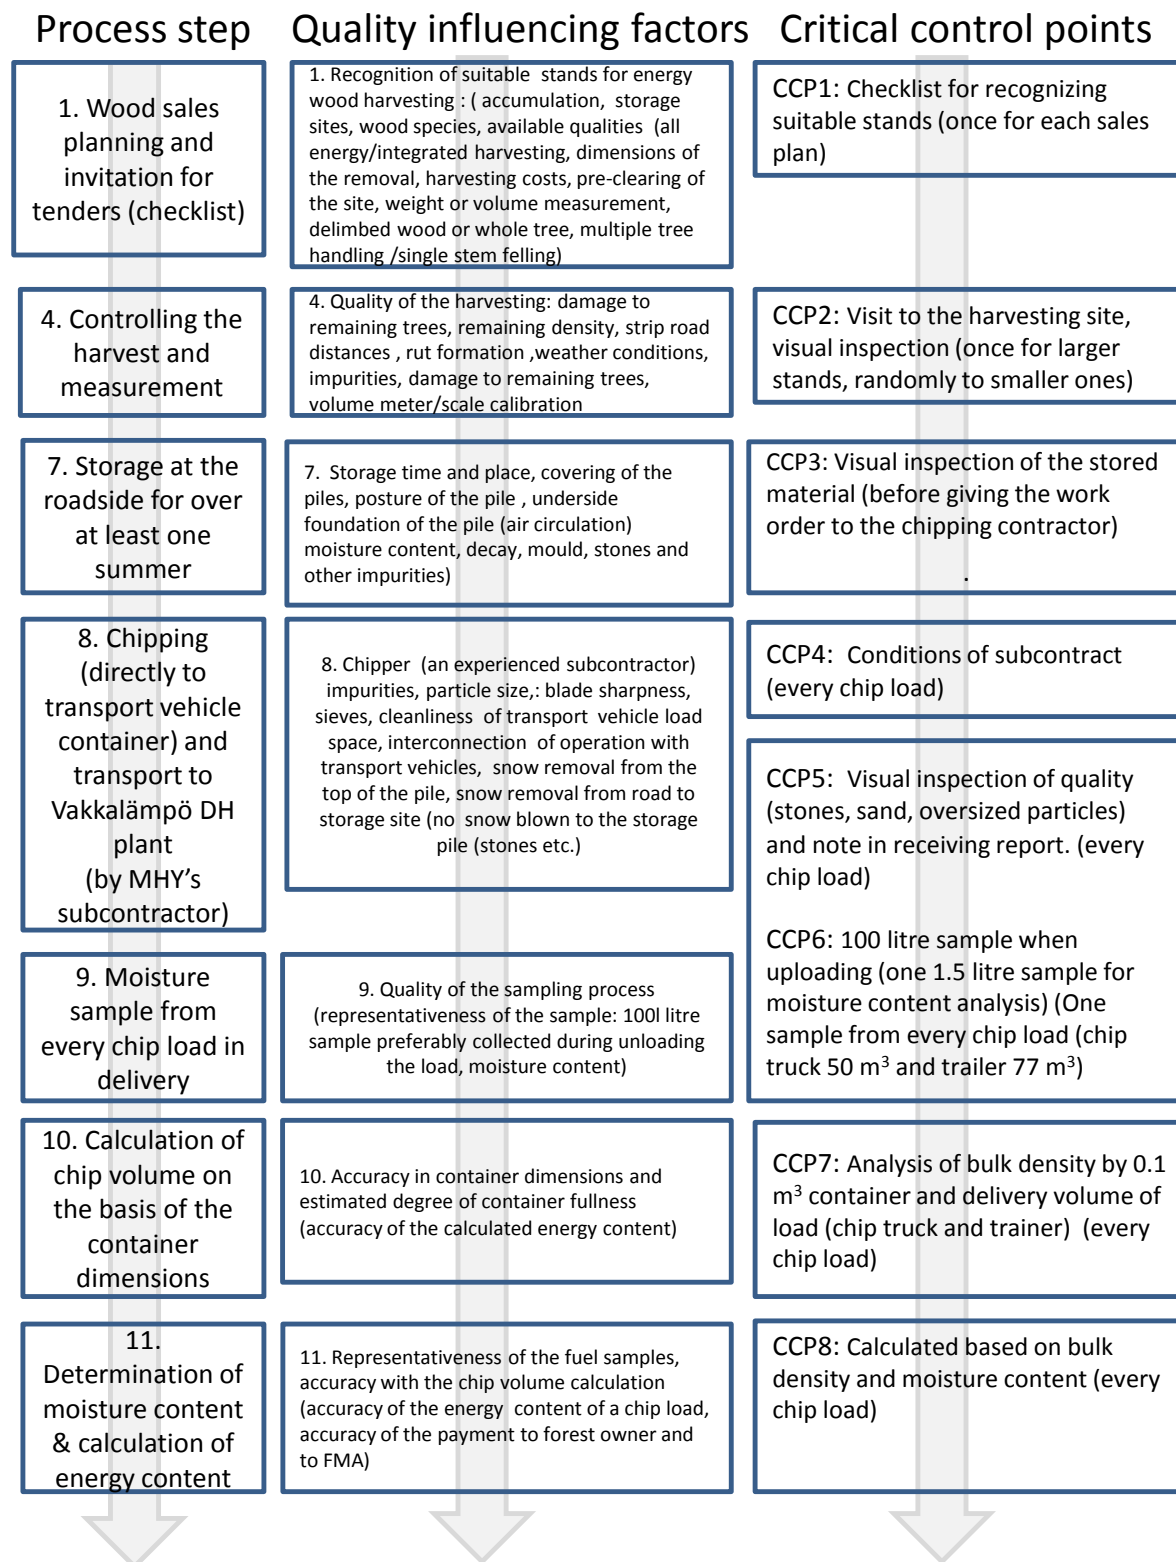 Process step
Quality influencing factors
Critical control points
1. Wood sales
planning and
invitation for
tenders (checklist)
1. Recognition of suitable stands for energy
wood harvesting : ( accumulation, storage
sites, wood species, available qualities (all
energy/integrated harvesting, dimensions of
the removal, harvesting costs, pre-clearing of
the site, weight or volume measurement,
delimbed wood or whole tree, multiple tree
handling /single stem felling)
CCP1: Checklist for recognizing
suitable stands (once for each sales
plan)
4. Controlling the
harvest and
measurement
4. Quality of the harvesting: damage to
remaining trees, remaining density, strip road
distances , rut formation ,weather conditions,
impurities, damage to remaining trees,
volume meter/scale calibration
CCP2: Visit to the harvesting site,
visual inspection (once for larger
stands, randomly to smaller ones)
7. Storage at the
roadside for over
at least one
summer
7. Storage time and place, covering of the
piles, posture of the pile , underside
foundation of the pile (air circulation)
moisture content, decay, mould, stones and
other impurities)
CCP3: Visual inspection of the stored
material (before giving the work
order to the chipping contractor)
.
8. Chipping
(directly to
transport vehicle
container) and
transport to
Vakkalämpö DH
plant
(by MHY's
subcontractor)
8. Chipper (an experienced subcontractor)
impurities, particle size,: blade sharpness,
sieves, cleanliness of transport vehicle load
space, interconnection of operation with
transport vehicles, snow removal from the
top of the pile, snow removal from road to
storage site (no snow blown to the storage
pile (stones etc.)
CCP4: Conditions of subcontract
(every chip load)
CCP5: Visual inspection of quality
(stones, sand, oversized particles)
and note in receiving report. (every
chip load)
CCP6: 100 litre sample when
uploading (one 1.5 litre sample for
moisture content analysis) (One
sample from every chip load (chip
truck 50 m³ and trailer 77 m³)
9. Moisture
sample from
every chip load in
delivery
9. Quality of the sampling process
(representativeness of the sample: 100l litre
sample preferably collected during unloading
the load, moisture content)
10. Calculation of
chip volume on
the basis of the
container
dimensions
10. Accuracy in container dimensions and
estimated degree of container fullness
(accuracy of the calculated energy content)
CCP7: Analysis of bulk density by 0.1
m³ container and delivery volume of
load (chip truck and trainer) (every
chip load)
11.
Determination of
moisture content
& calculation of
energy content
11. Representativeness of the fuel samples,
accuracy with the chip volume calculation
(accuracy of the energy content of a chip load,
accuracy of the payment to forest owner and
to FMA)
CCP8: Calculated based on bulk
density and moisture content (every
chip load)